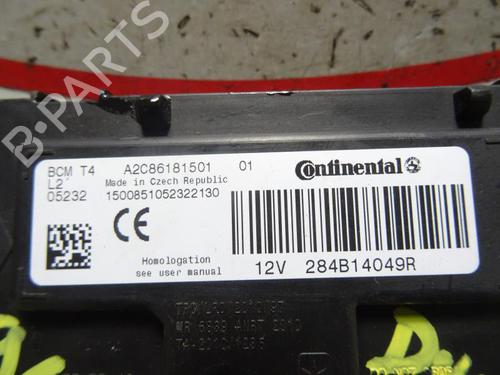 B-PARTS
BCM T4 A2C86181501 01
L2
Made in Czech Republic
05232 1500851052322130
Continental
CE
Homologation
see user manual
12V 284B14049R